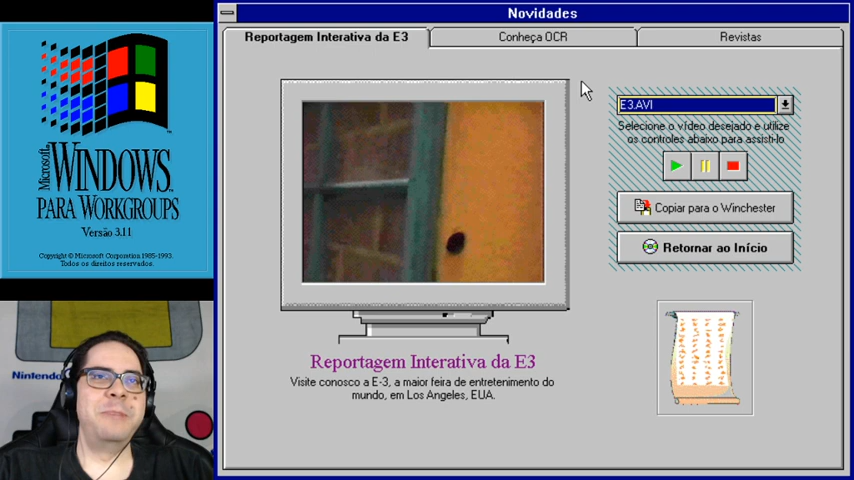 Microsoft®
WINDOWS™
PARA WORKGROUPS
Versão 3.11
Copyright © Microsoft Corporation 1985-1993.
Todos os direitos reservados.
Nintendo
Novidades
Reportagem Interativa da E3
Conheça OCR
Revistas
E3.AVI
Selecione o vídeo desejado e utilize
os controles abaixo para assistí-lo
Copiar para o Winchester
Retornar ao Início
Reportagem Interativa da E3
Visite conosco a E-3, a maior feira de entretenimento do
mundo, em Los Angeles, EUA.